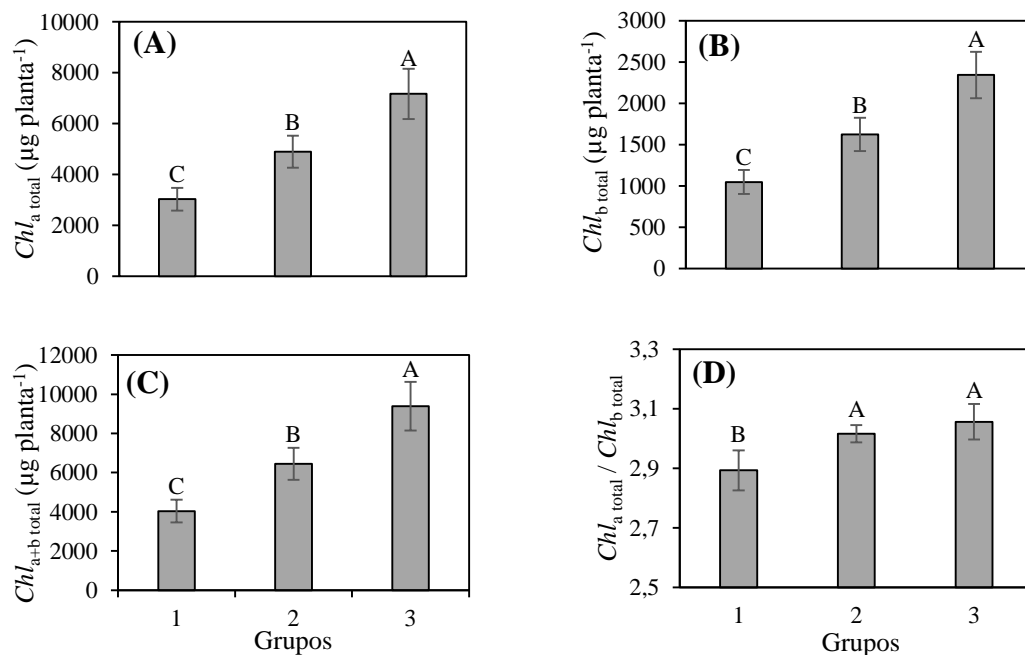 (A)
Chl a total (µg planta-1)
10000
8000
6000
4000
2000
0
C
B
A
(B)
Chl b total (µg planta-1)
3000
2500
2000
1500
1000
500
0
C
B
A
(C)
Chl a+b total (µg planta-1)
12000
10000
8000
6000
4000
2000
0
C
B
A
1 2 3
Grupos
(D)
Chl a total / Chl b total
3,3
3,1
2,9
2,7
2,5
B
A
A
1 2 3
Grupos